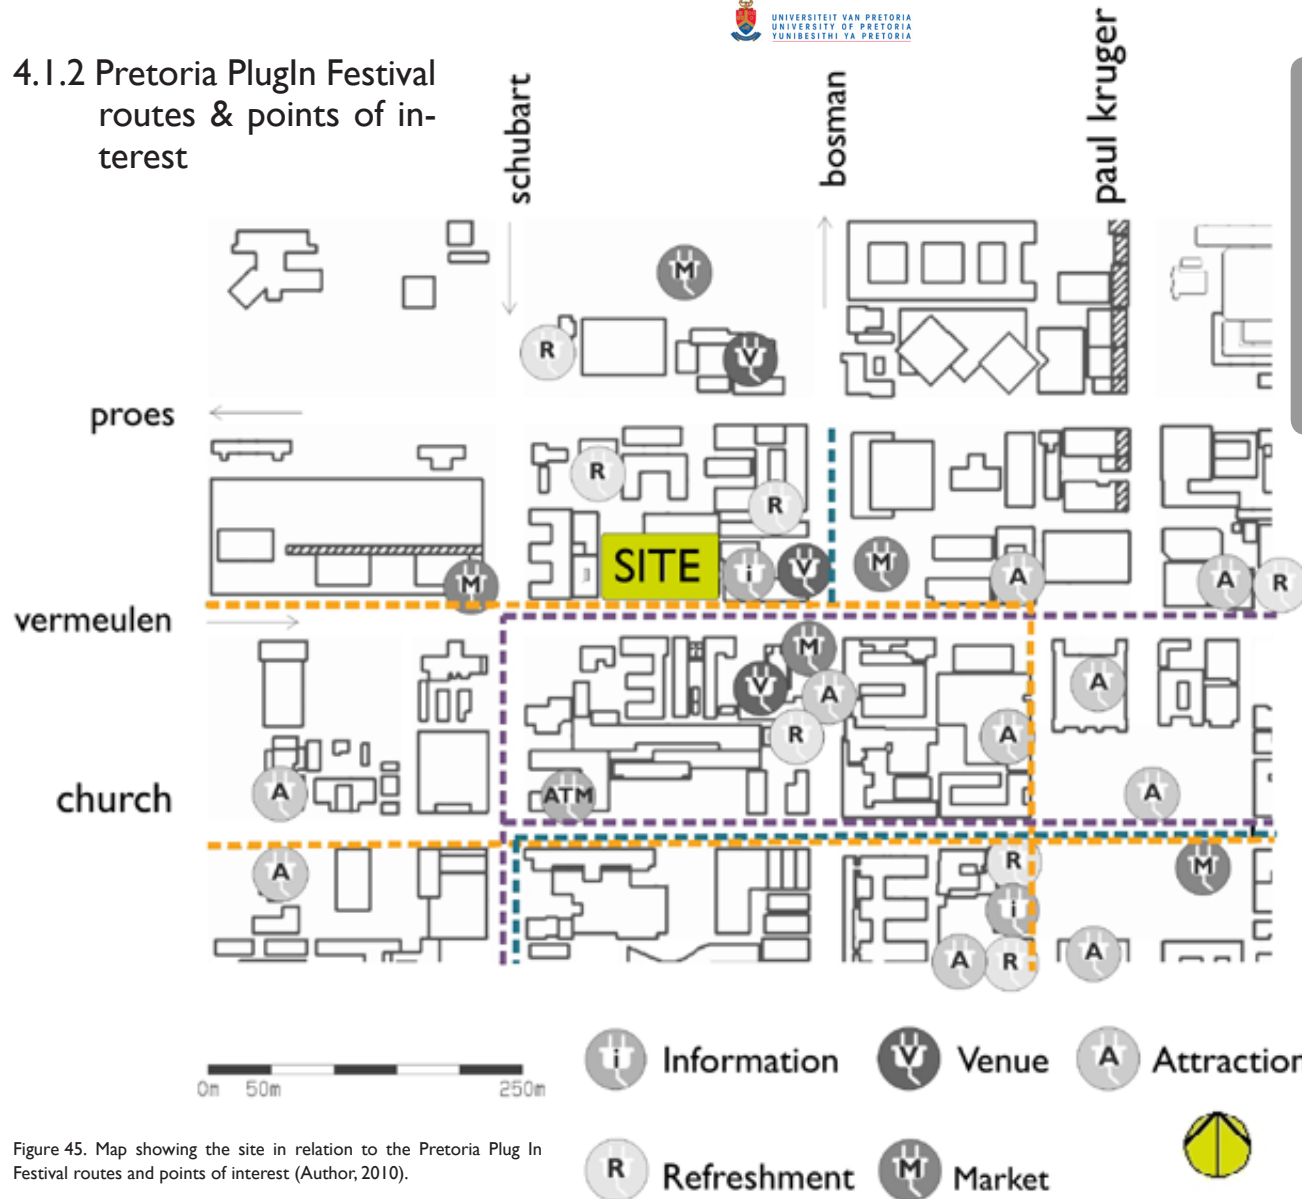 UNIVERSITEIT VAN PRETORIA
UNIVERSITY OF PRETORIA
YUNIBESITHI YA PRETORIA
4.1.2 Pretoria PlugIn Festival
routes & points of in-
terest
schubart
bosman
paul kruger
M
R
V
proes
R
R
SITE
i
V
M
A
A
R
M
vermeulen
M
V
A
R
A
A
church
A
ATM
A
A
R
M
i
A
R
A
0m 50m 250m
i Information
V Venue
A Attraction
Figure 45. Map showing the site in relation to the Pretoria Plug In
Festival routes and points of interest (Author, 2010).
R Refreshment
M Market